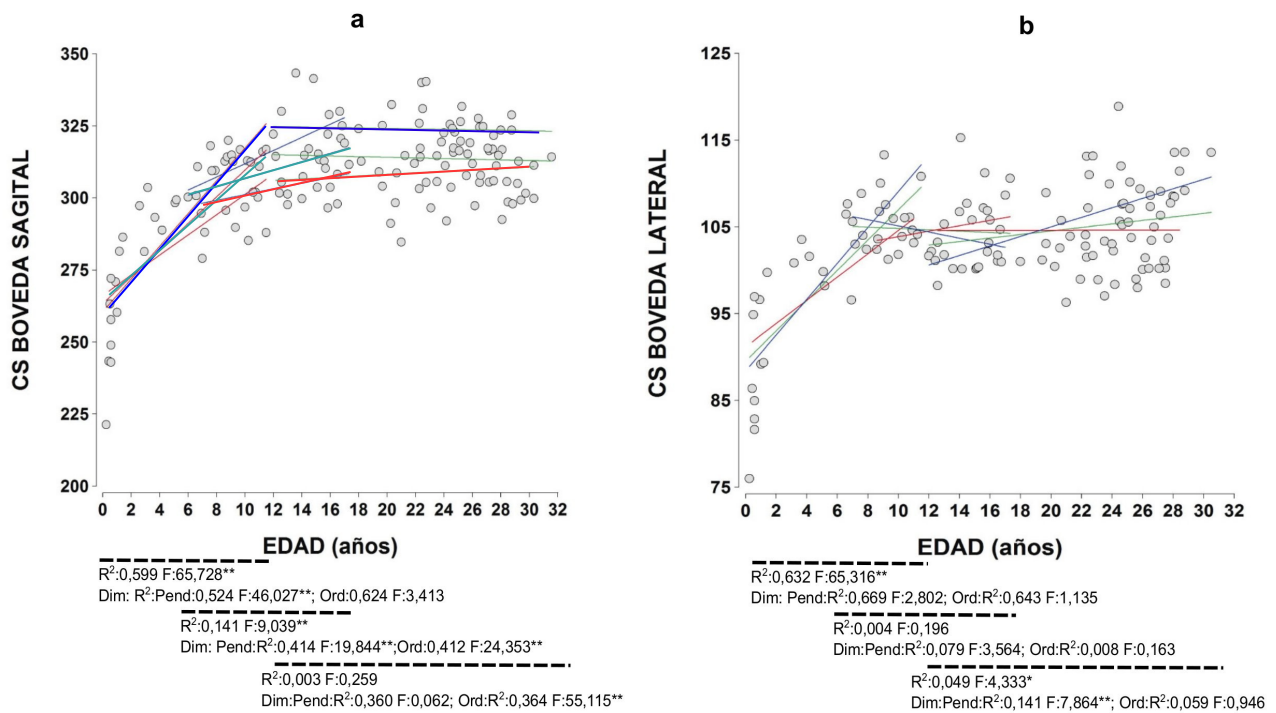 a
350
325
300
275
250
225
200
CS BOVEDA SAGITAL
0 2 4 6 8 10 12 14 16 18 20 22 24 26 28 30 32
EDAD (años)
R²:0,599 F:65,728**
Dim: R²:Pend:0,524 F:46,027**; Ord:0,624 F:3,413
R²:0,141 F:9,039**
Dim: Pend:R²:0,414 F:19,844**;Ord:0,412 F:24,353**
R²:0,003 F:0,259
Dim:Pend:R²:0,360 F:0,062; Ord:R²:0,364 F:55,115**
b
125
115
105
95
85
75
CS BOVEDA LATERAL
0 2 4 6 8 10 12 14 16 18 20 22 24 26 28 30 32
EDAD (años)
R²:0,632 F:65,316**
Dim: Pend:R²:0,669 F:2,802; Ord:R²:0,643 F:1,135
R²:0,004 F:0,196
Dim:Pend:R²:0,079 F:3,564; Ord:R²:0,008 F:0,163
R²:0,049 F:4,333*
Dim:Pend:R²:0,141 F:7,864**; Ord:R²:0,059 F:0,946